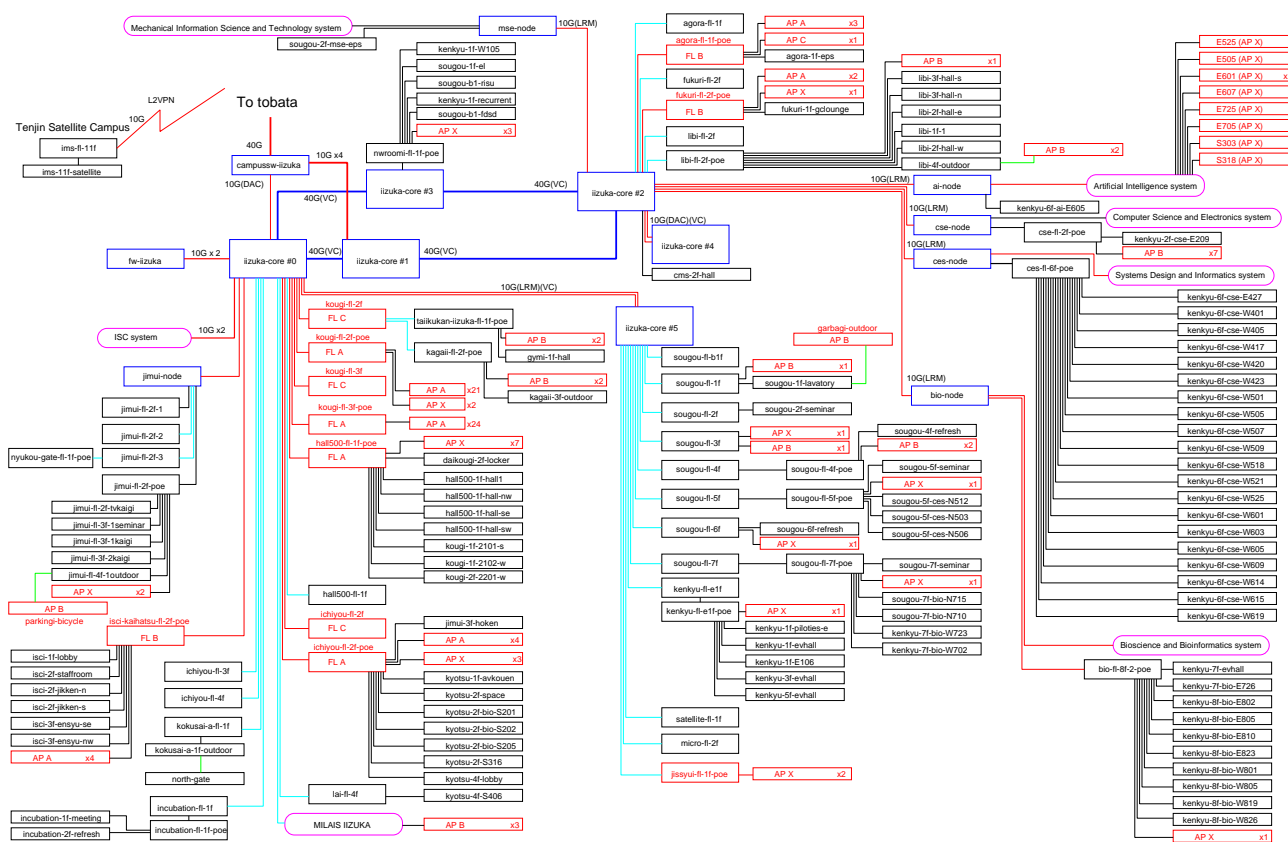 Mechanical Information Science and Technology system
sougou-2f-mse-eps
mse-node
10G(LRM)
kenkyu-1f-W105
sougou-1f-el
sougou-b1-risu
kenkyu-1f-recurrent
sougou-b1-fdsd
AP X x3
nwroomi-fl-1f-poe
agora-fl-1f
agora-fl-1f-poe
FL B
AP A x3
AP C x1
agora-1f-eps
fukuri-fl-2f
fukuri-fl-2f-poe
FL B
AP A x2
AP X x1
fukuri-1f-gclounge
libi-fl-2f
libi-fl-2f-poe
AP B x1
libi-3f-hall-s
libi-3f-hall-n
libi-2f-hall-e
libi-1f-1
libi-2f-hall-w
libi-4f-outdoor
AP B x2
E525 (AP X)
E505 (AP X)
E601 (AP X)
E607 (AP X)
E725 (AP X)
E705 (AP X)
S303 (AP X)
S318 (AP X)
L2VPN
10G
To tobata
40G
Tenjin Satellite Campus
ims-fl-11f
ims-11f-satellite
campussw-iizuka
10G x4
10G(DAC)
40G(VC)
iizuka-core #3
40G(VC)
iizuka-core #2
10G(LRM)
ai-node
Artificial Intelligence system
kenkyu-6f-ai-E605
10G(LRM)
cse-node
Computer Science and Electronics system
cse-fl-2f-poe
kenkyu-2f-cse-E209
AP B x7
10G(LRM)
ces-node
Systems Design and Informatics system
ces-fl-6f-poe
10G(DAC)(VC)
iizuka-core #4
cms-2f-hall
fw-iizuka
10G x 2
iizuka-core #0
40G(VC)
iizuka-core #1
40G(VC)
10G(LRM)(VC)
iizuka-core #5
ISC system
10G x2
kenkyu-6f-cse-E427
kenkyu-6f-cse-W401
kenkyu-6f-cse-W405
kenkyu-6f-cse-W417
kenkyu-6f-cse-W420
kenkyu-6f-cse-W423
kenkyu-6f-cse-W501
kenkyu-6f-cse-W505
kenkyu-6f-cse-W507
kenkyu-6f-cse-W509
kenkyu-6f-cse-W518
kenkyu-6f-cse-W521
kenkyu-6f-cse-W525
kenkyu-6f-cse-W601
kenkyu-6f-cse-W603
kenkyu-6f-cse-W605
kenkyu-6f-cse-W609
kenkyu-6f-cse-W614
kenkyu-6f-cse-W615
kenkyu-6f-cse-W619
kougi-fl-2f
FL C
taiikukan-iizuka-fl-1f-poe
AP B x2
gymi-1f-hall
kagaii-fl-2f-poe
AP B x2
kagaii-3f-outdoor
kougi-fl-2f-poe
FL A
kougi-fl-3f
FL C
AP A x21
AP X x2
kougi-fl-3f-poe
FL A
AP A x24
hall500-fl-1f-poe
FL A
AP X x7
daikougi-2f-locker
hall500-1f-hall1
hall500-1f-hall-nw
hall500-1f-hall-se
hall500-1f-hall-sw
kougi-1f-2101-s
kougi-1f-2102-w
kougi-2f-2201-w
jimui-node
jimui-fl-2f-1
jimui-fl-2f-2
nyukou-gate-fl-1f-poe
jimui-fl-2f-3
jimui-fl-2f-poe
jimui-fl-2f-tvkaigi
jimui-fl-3f-1seminar
jimui-fl-3f-1kaigi
jimui-fl-3f-2kaigi
jimui-fl-4f-1outdoor
AP X x2
AP B
parkingi-bicycle
isci-kaihatsu-fl-2f-poe
FL B
isci-1f-lobby
isci-2f-staffroom
isci-2f-jikken-n
isci-2f-jikken-s
isci-3f-ensyu-se
isci-3f-ensyu-nw
AP A x4
hall500-fl-1f
ichiyou-fl-2f
FL C
ichiyou-fl-2f-poe
FL A
jimui-3f-hoken
AP A x4
AP X x3
kyotsu-1f-avkouen
kyotsu-2f-space
kyotsu-2f-bio-S201
kyotsu-2f-bio-S202
kyotsu-2f-bio-S205
kyotsu-2f-S316
kyotsu-4f-lobby
kyotsu-4f-S406
lai-fl-4f
ichiyou-fl-3f
ichiyou-fl-4f
kokusai-a-fl-1f
kokusai-a-1f-outdoor
north-gate
incubation-fl-1f
incubation-1f-meeting
incubation-2f-refresh
incubation-fl-1f-poe
MILAIS IIZUKA
AP B x3
sougou-fl-b1f
sougou-fl-1f
AP B x1
sougou-1f-lavatory
garbagi-outdoor
AP B
sougou-fl-2f
sougou-2f-seminar
sougou-fl-3f
AP X x1
AP B x1
sougou-fl-4f
sougou-fl-4f-poe
sougou-4f-refresh
AP B x2
sougou-fl-5f
sougou-fl-5f-poe
sougou-5f-seminar
AP X x1
sougou-5f-ces-N512
sougou-5f-ces-N503
sougou-5f-ces-N506
sougou-fl-6f
sougou-6f-refresh
AP X x1
sougou-fl-7f
sougou-fl-7f-poe
sougou-7f-seminar
AP X x1
sougou-7f-bio-N715
sougou-7f-bio-N710
kenkyu-7f-bio-W723
kenkyu-7f-bio-W702
kenkyu-fl-e1f
kenkyu-fl-e1f-poe
AP X x1
kenkyu-1f-piloties-e
kenkyu-1f-evhall
kenkyu-1f-E106
kenkyu-3f-evhall
kenkyu-5f-evhall
satellite-fl-1f
micro-fl-2f
jissyui-fl-1f-poe
AP X x2
10G(LRM)
bio-node
Bioscience and Bioinformatics system
bio-fl-8f-2-poe
kenkyu-7f-evhall
kenkyu-7f-bio-E726
kenkyu-8f-bio-E802
kenkyu-8f-bio-E805
kenkyu-8f-bio-E810
kenkyu-8f-bio-E823
kenkyu-8f-bio-W801
kenkyu-8f-bio-W805
kenkyu-8f-bio-W819
kenkyu-8f-bio-W826
AP X x1